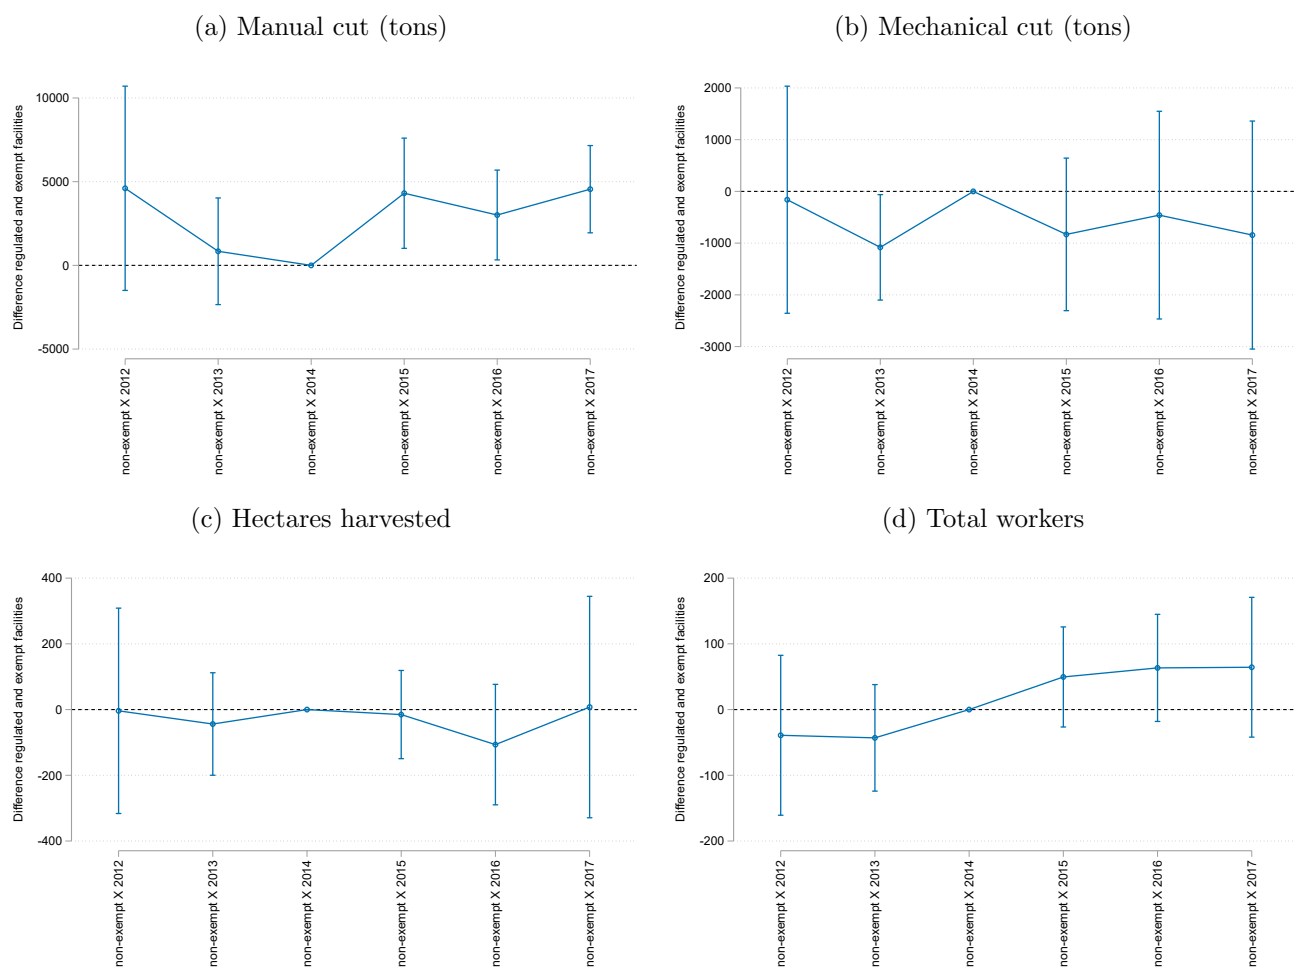 (a) Manual cut (tons)
Difference regulated and exempt facilities
10000
5000
0
-5000
non-exempt X 2012
non-exempt X 2013
non-exempt X 2014
non-exempt X 2015
non-exempt X 2016
non-exempt X 2017
(b) Mechanical cut (tons)
Difference regulated and exempt facilities
2000
1000
0
-1000
-2000
-3000
non-exempt X 2012
non-exempt X 2013
non-exempt X 2014
non-exempt X 2015
non-exempt X 2016
non-exempt X 2017
(c) Hectares harvested
Difference regulated and exempt facilities
400
200
0
-200
-400
non-exempt X 2012
non-exempt X 2013
non-exempt X 2014
non-exempt X 2015
non-exempt X 2016
non-exempt X 2017
(d) Total workers
Difference regulated and exempt facilities
200
100
0
-100
-200
non-exempt X 2012
non-exempt X 2013
non-exempt X 2014
non-exempt X 2015
non-exempt X 2016
non-exempt X 2017